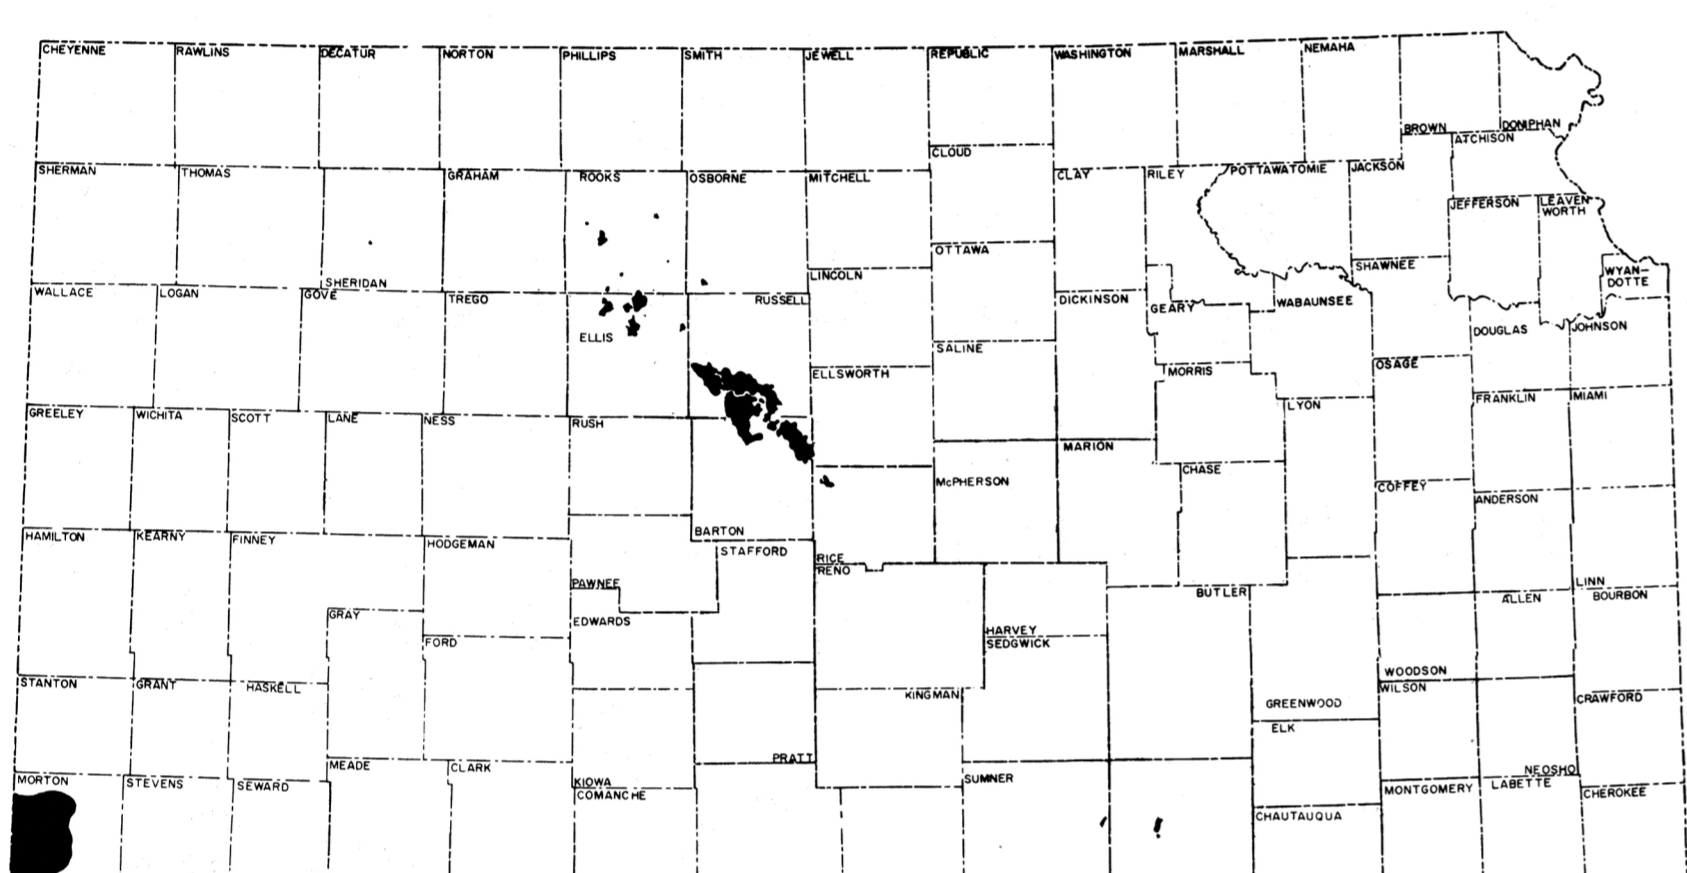 CHEYENNE
RAWLINS
DECATUR
NORTON
PHILLIPS
SMITH
JEWELL
REPUBLIC
WASHINGTON
MARSHALL
NEMAHA
BROWN
DONIPHAN
ATCHISON
CLOUD
SHERMAN
THOMAS
GRAHAM
ROOKS
OSBORNE
MITCHELL
CLAY
RILEY
POTTAWATOMIE
JACKSON
JEFFERSON
LEAVEN
WORTH
OTTAWA
LINCOLN
SHAWNEE
WYAN-
DOTTE
SHERIDAN
WALLACE
LOGAN
GOVE
TREGO
RUSSELL
DICKINSON
GEARY
WABAUNSEE
ELLIS
DOUGLAS
JOHNSON
SALINE
ELLSWORTH
MORRIS
OSAGE
GREELEY
WICHITA
SCOTT
LANE
NESS
RUSH
LYON
FRANKLIN
MIAMI
MARION
CHASE
McPHERSON
COFFEY
ANDERSON
HAMILTON
KEARNY
FINNEY
HODGEMAN
BARTON
STAFFORD
RICE
RENO
PAWNEE
BUTLER
LINN
ALLEN
BOURBON
GRAY
EDWARDS
FORD
HARVEY
SEDGWICK
STANTON
GRANT
HASKELL
KINGMAN
WOODSON
WILSON
GREENWOOD
CRAWFORD
ELK
PRATT
MEADE
CLARK
NEOSHO
MORTON
STEVENS
SEWARD
KIOWA
COMANCHE
SUMNER
MONTGOMERY
LABETTE
CHEROKEE
CHAUTAUQUA